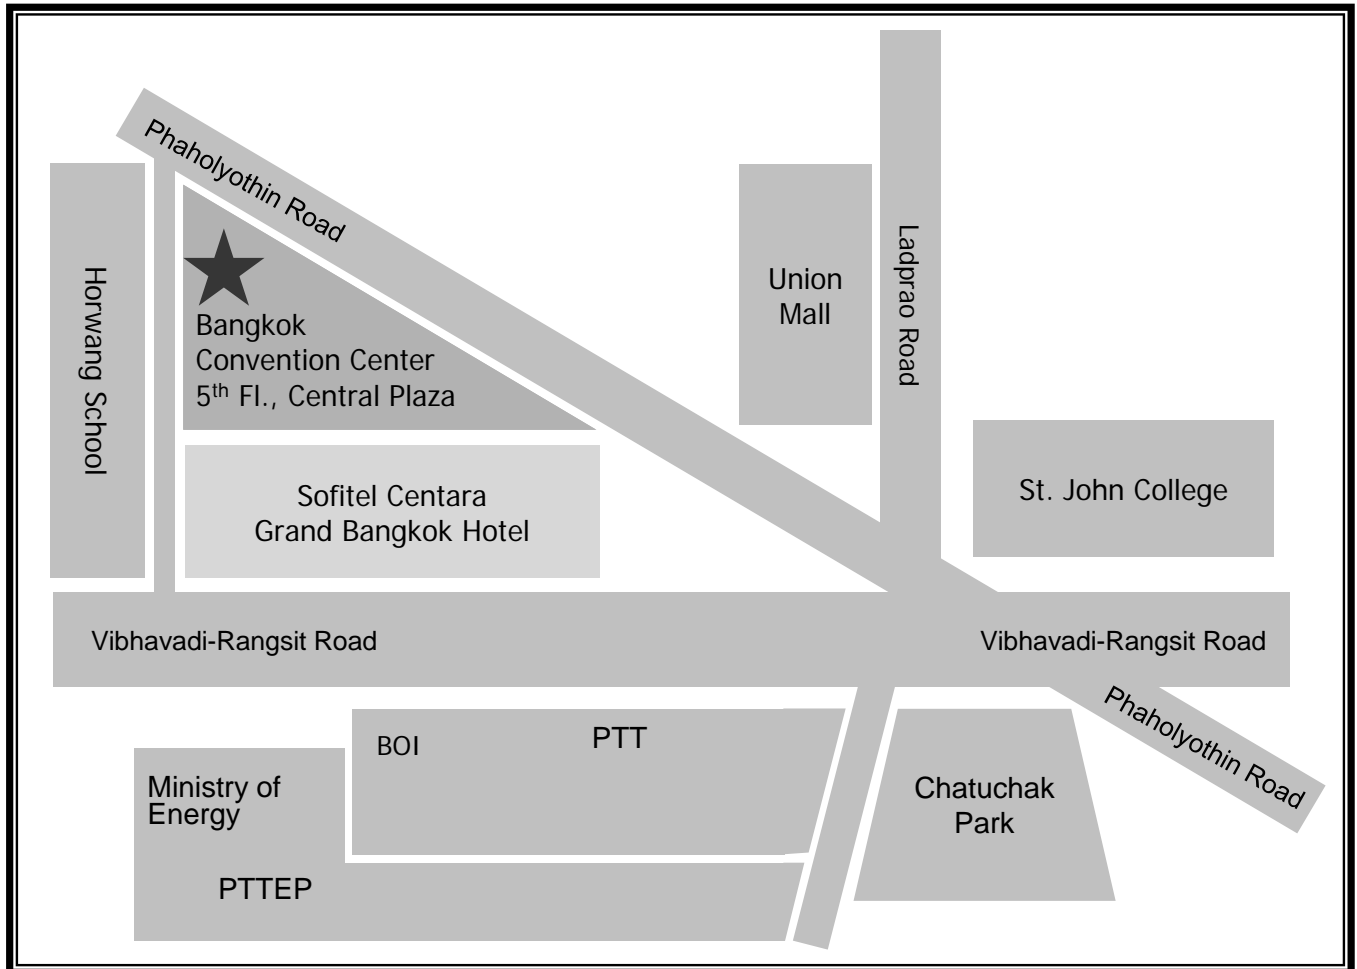 Phaholyothin Road
Horwang School
Bangkok
Convention Center
5th Fl., Central Plaza
Union
Mall
Ladprao Road
Sofitel Centara
Grand Bangkok Hotel
St. John College
Vibhavadi-Rangsit Road
Vibhavadi-Rangsit Road
Phaholyothin Road
BOI
PTT
Ministry of
Energy
PTTEP
Chatuchak
Park